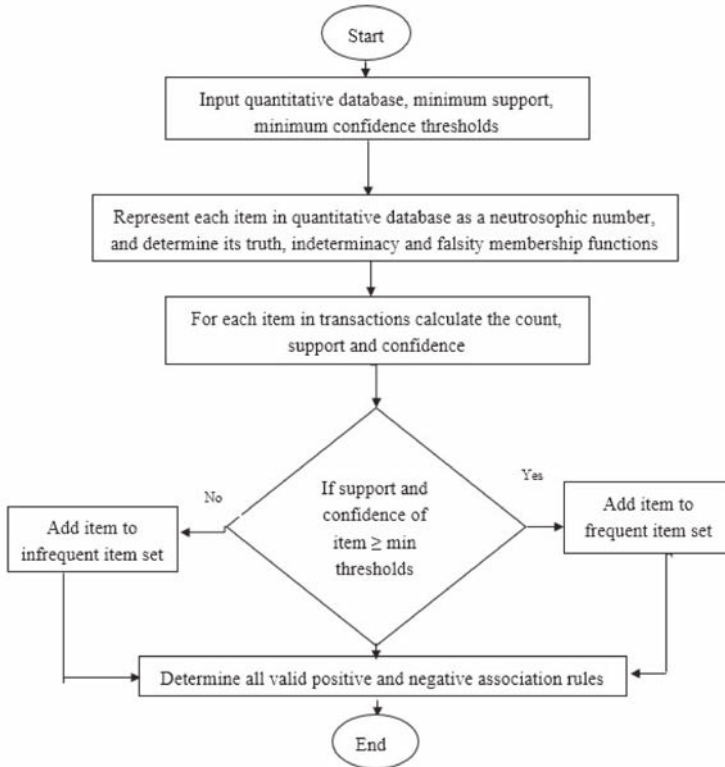 Start
Input quantitative database, minimum support,
minimum confidence thresholds
Represent each item in quantitative database as a neutrosophic number,
and determine its truth, indeterminacy and falsity membership functions
For each item in transactions calculate the count,
support and confidence
No
Yes
If support and
confidence of
item ≥ min
thresholds
Add item to
infrequent item set
Add item to
frequent item set
Determine all valid positive and negative association rules
End